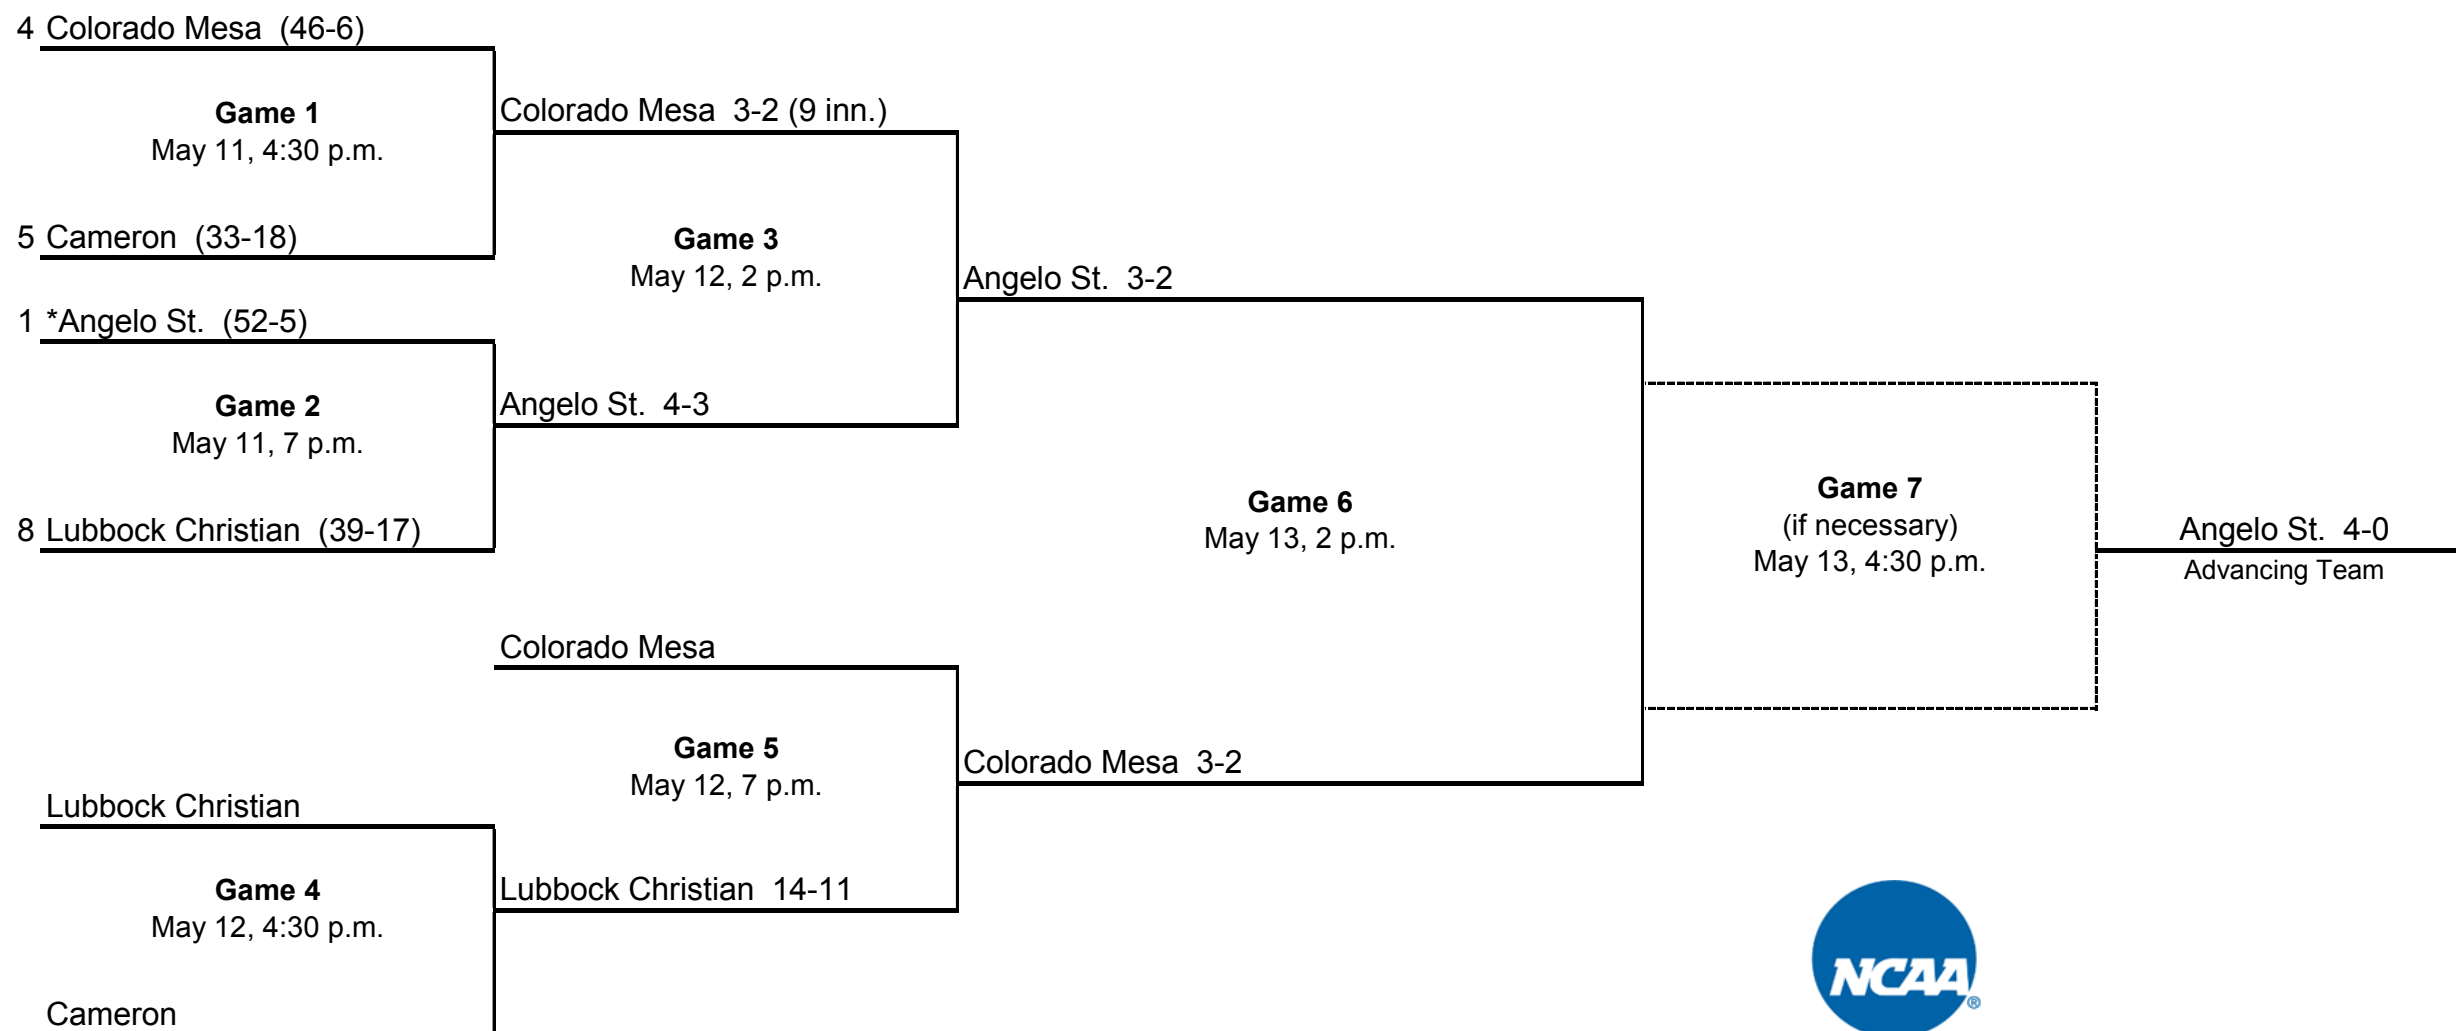 4 Colorado Mesa (46-6)
Game 1
May 11, 4:30 p.m.
5 Cameron (33-18)
Colorado Mesa 3-2 (9 inn.)
1 *Angelo St. (52-5)
Game 2
May 11, 7 p.m.
8 Lubbock Christian (39-17)
Angelo St. 4-3
Game 3
May 12, 2 p.m.
Angelo St. 3-2
Game 6
May 13, 2 p.m.
Game 7
(if necessary)
May 13, 4:30 p.m.
Angelo St. 4-0
Advancing Team
Colorado Mesa
Game 5
May 12, 7 p.m.
Colorado Mesa 3-2
Lubbock Christian
Game 4
May 12, 4:30 p.m.
Cameron
Lubbock Christian 14-11
NCAA®